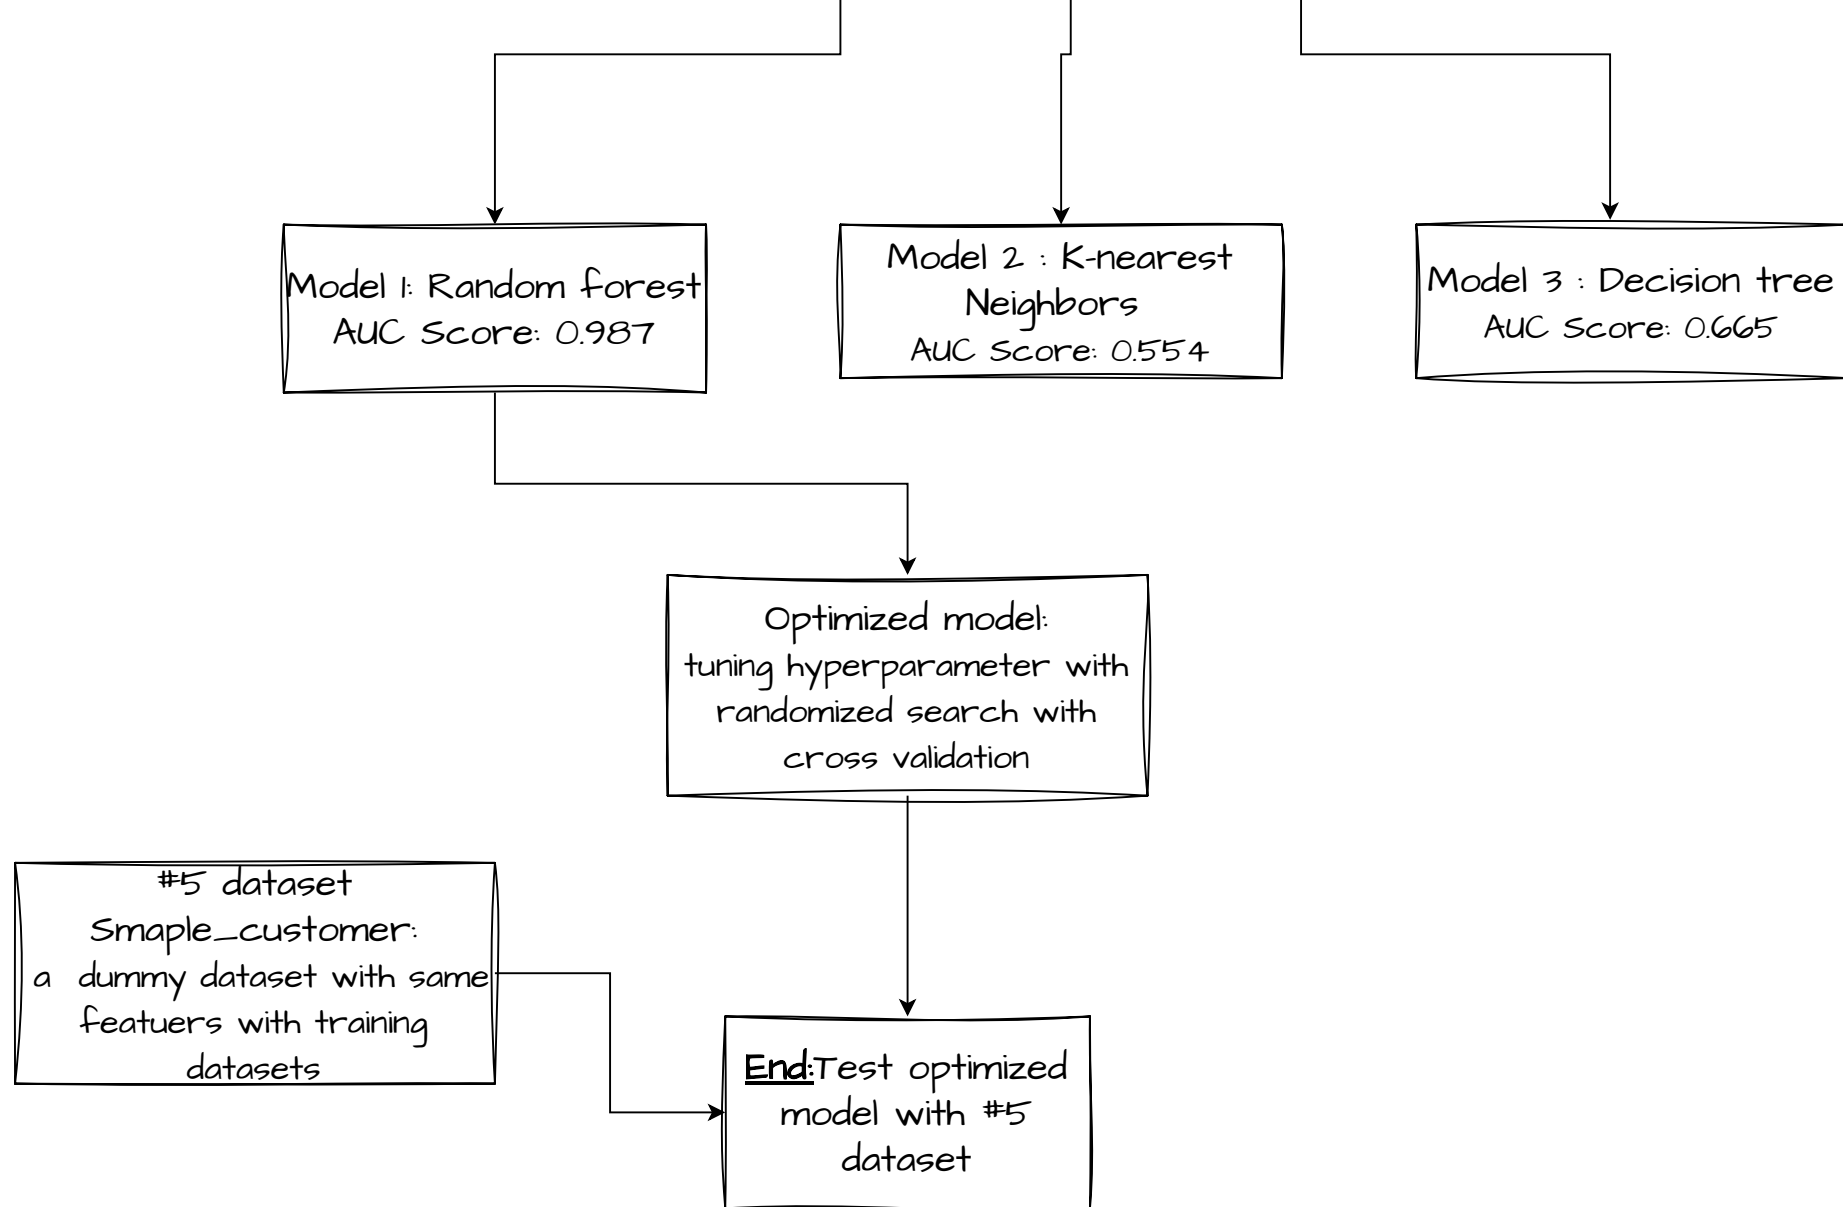 Model 1: Random forest
AUC Score: 0.987
Model 2 : K-nearest
Neighbors
AUC Score: 0.554
Model 3 : Decision tree
AUC Score: 0.665
Optimized model:
tuning hyperparameter with
randomized search with
cross validation
#5 dataset
Smaple_customer:
a dummy dataset with same
featuers with training
datasets
End:Test optimized
model with #5
dataset